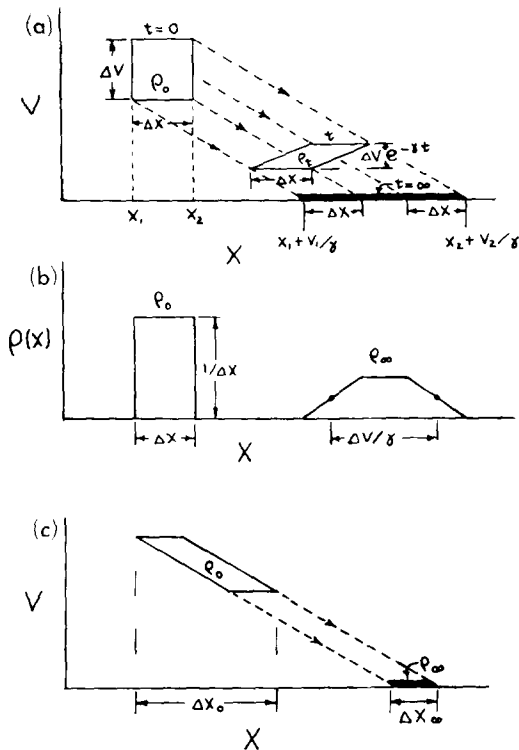 (a)
t=0
ΔV
V
ρ₀
ΔX
t
ρₜ
ΔVe^-γt
ΔX
t=∞
ΔX
ΔX
X₁
X₂
X₁+V₁/γ
X₂+V₂/γ
X
(b)
ρ₀
ρ(X)
1/ΔX
ρ∞
ΔX
ΔV/γ
X
(c)
ρ₀
V
ρ∞
ΔX₀
ΔX∞
X